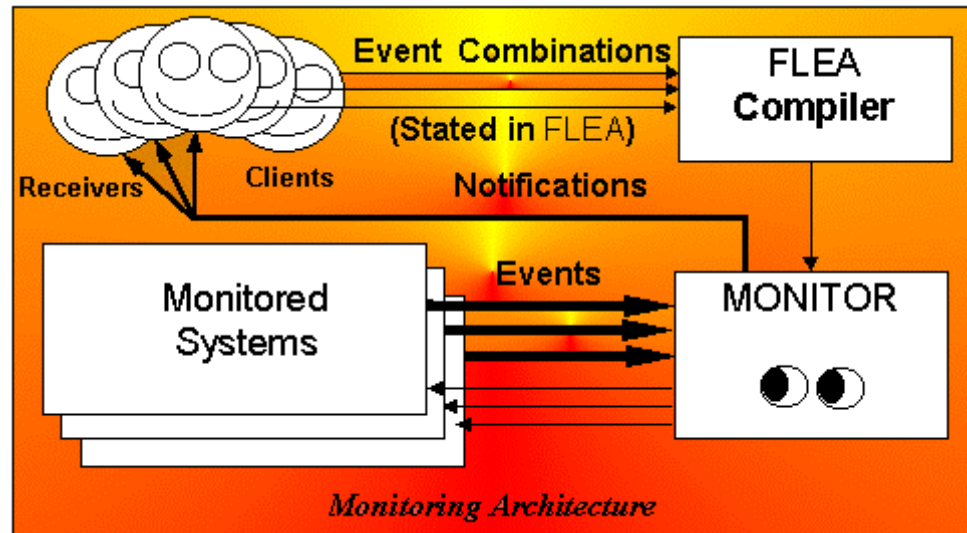 Event Combinations
(Stated in FLEA)
FLEA
Compiler
Receivers
Clients
Notifications
Monitored
Systems
Events
MONITOR
Monitoring Architecture